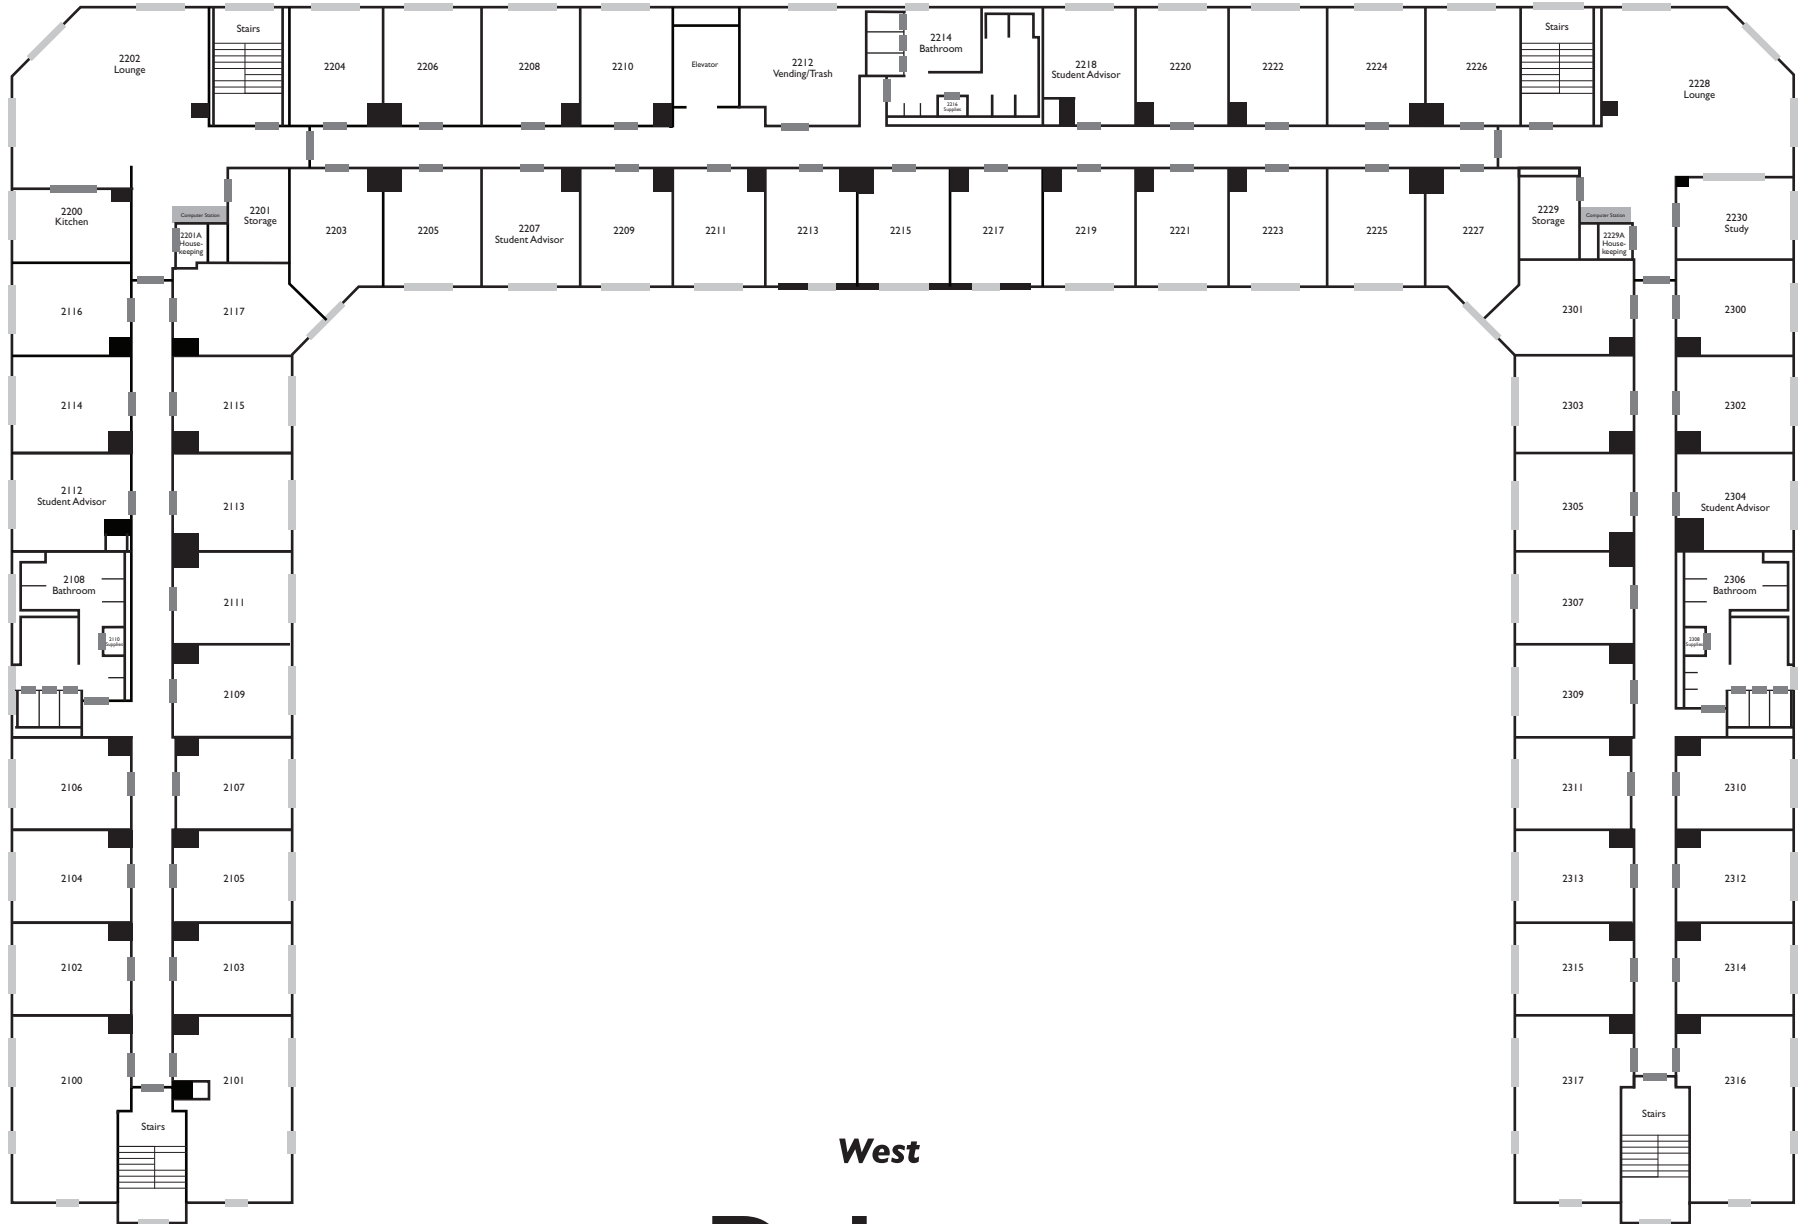 Stairs
Stairs
2202
Lounge
2204
2206
2208
2210
Elevator
2212
Vending/Trash
2214
Bathroom
2216
Supplies
2218
Student Advisor
2220
2222
2224
2226
2228
Lounge
2200
Kitchen
Computer Station
2201A
House-
keeping
2201
Storage
2203
2205
2207
Student Advisor
2209
2211
2213
2215
2217
2219
2221
2223
2225
2227
2229
Storage
Computer Station
2229A
House-
keeping
2230
Study
2116
2117
2301
2300
2114
2115
2303
2302
2112
Student Advisor
2113
2305
2304
Student Advisor
2108
Bathroom
2110
Supplies
2111
2307
2306
Bathroom
2308
Supplies
2109
2309
2106
2107
2311
2310
2104
2105
2313
2312
2102
2103
2315
2314
2100
2101
2317
2316
Stairs
Stairs
West